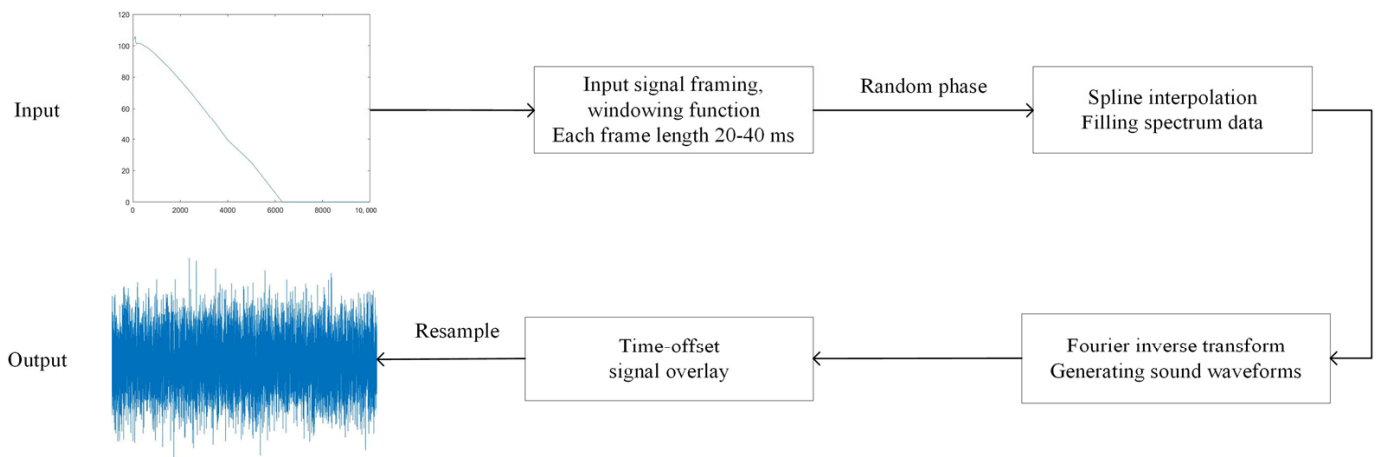 120
100
80
60
40
20
0
0 2000 4000 6000 8000 10,000
Input
Input signal framing,
windowing function
Each frame length 20-40 ms
Random phase
Spline interpolation
Filling spectrum data
Output
Resample
Time-offset
signal overlay
Fourier inverse transform
Generating sound waveforms